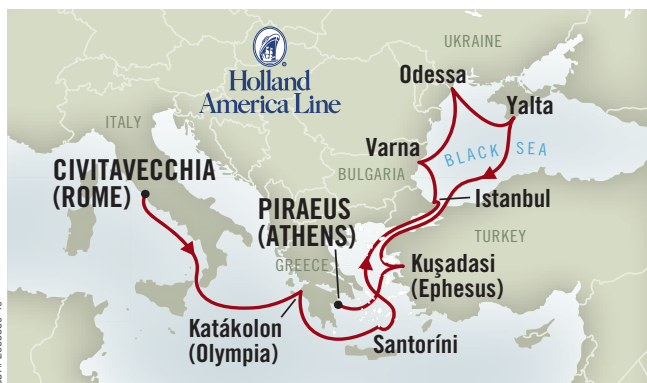 UKRAINE
Holland
America Line
Odessa
Yalta
ITALY
Varna
BLACK SEA
CIVITAVECCHIA
(ROME)
BULGARIA
Istanbul
PIRAEUS
(ATHENS)
TURKEY
GREECE
Kuşadasi
(Ephesus)
Katákolon
(Olympia)
Santoríni